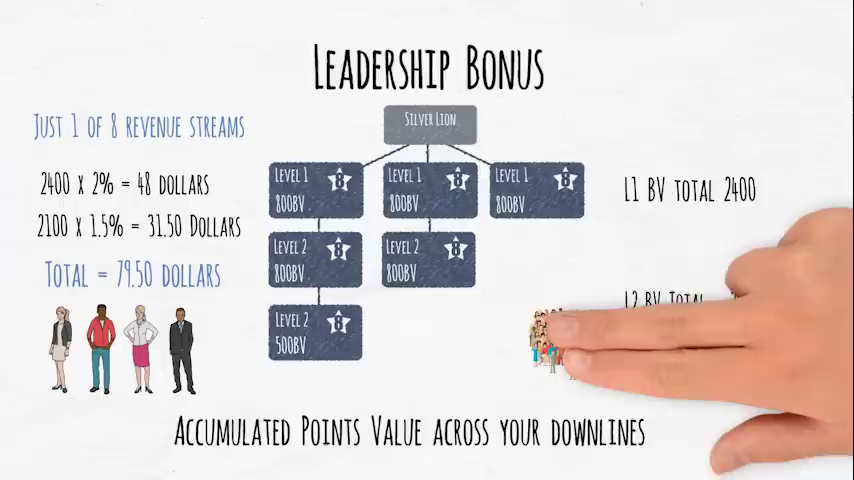 Leadership Bonus
Just 1 of 8 revenue streams
2400 x 2% = 48 dollars
2100 x 1.5% = 31.50 Dollars
Total = 79.50 dollars
Silver Lion
Level 1
8
800BV
Level 1
8
800BV
Level 1
8
800BV
Level 2
8
800BV
Level 2
8
800BV
Level 2
8
500BV
L1 BV total 2400
L2 BV Total
Accumulated Points Value across your downlines